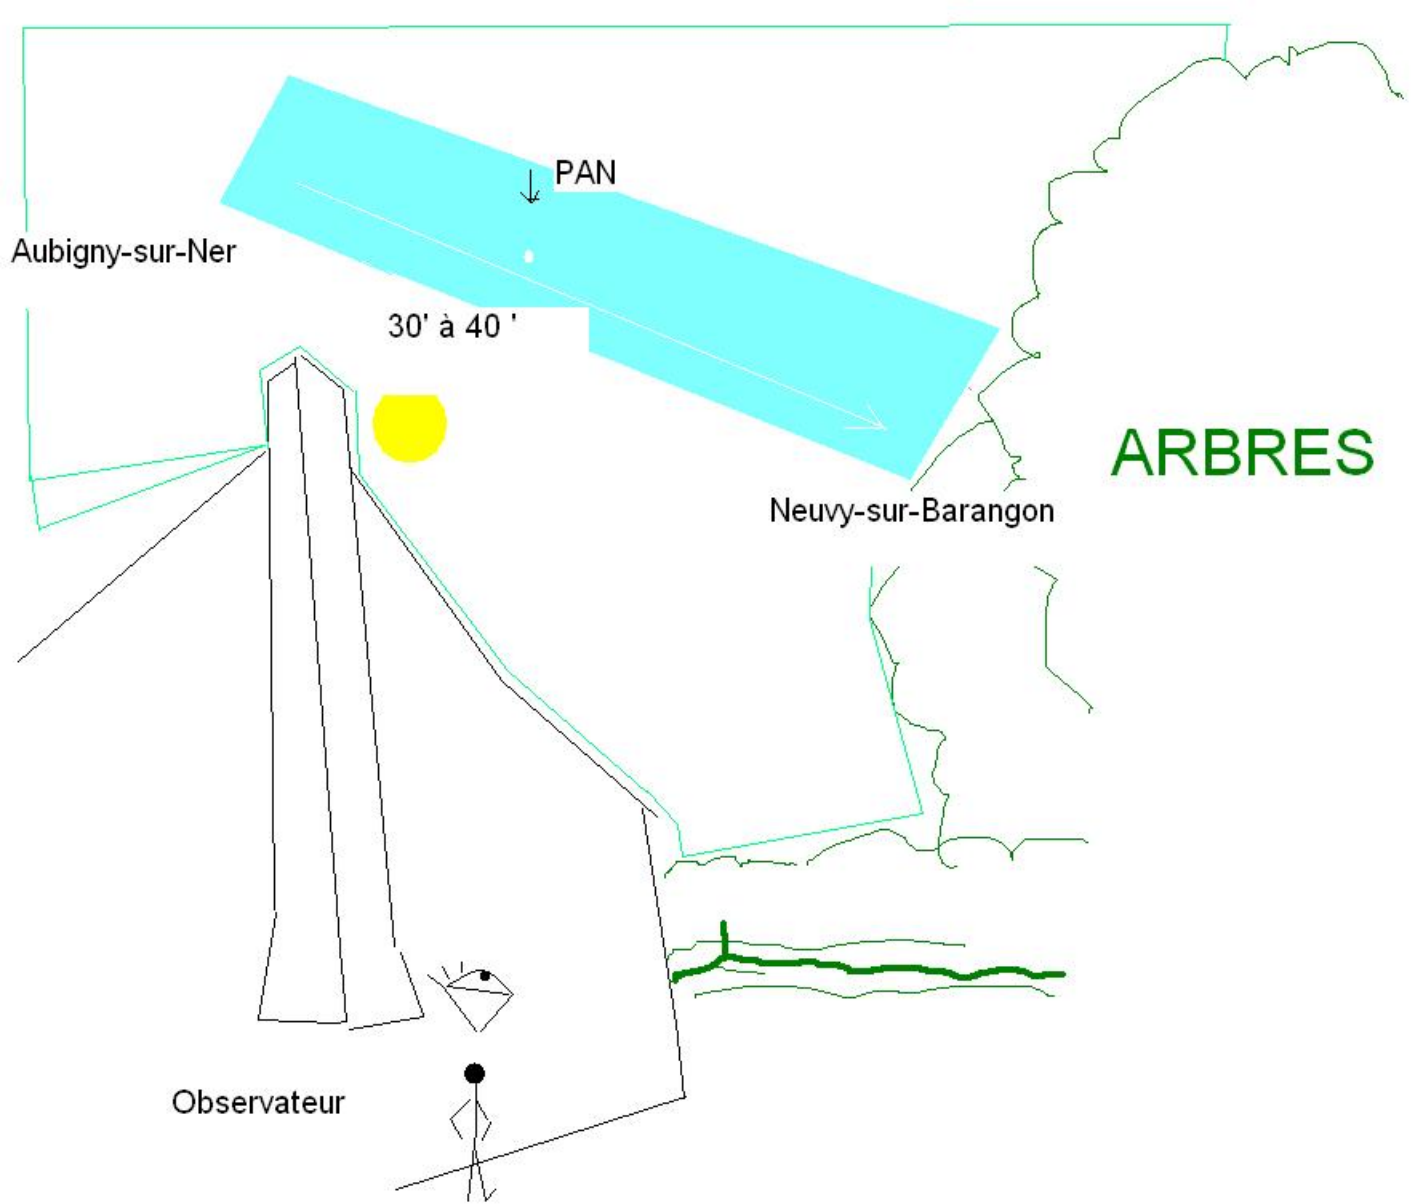 PAN
Aubigny-sur-Ner
30' à 40 '
ARBRES
Neuvy-sur-Barangon
Observateur